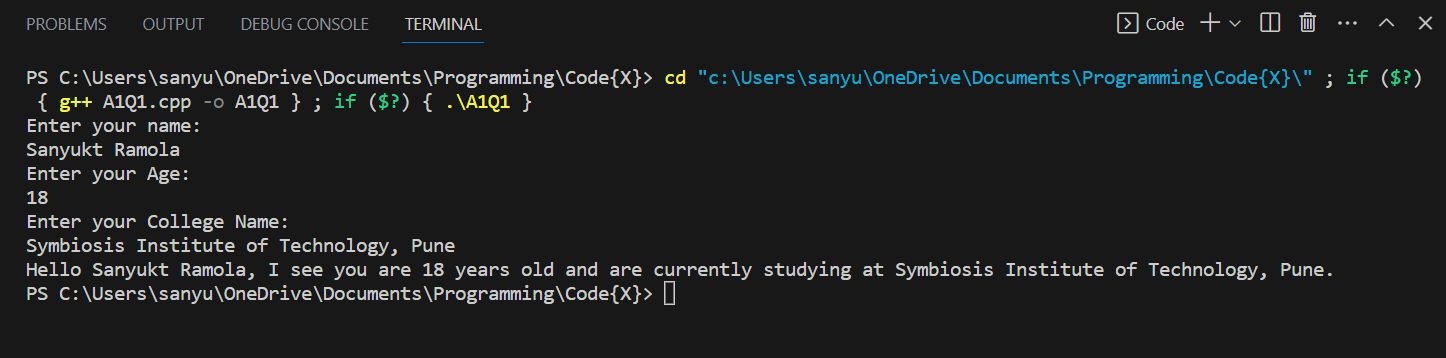 PROBLEMS OUTPUT DEBUG CONSOLE TERMINAL Code
PS C:\Users\sanyu\OneDrive\Documents\Programming\Code{X}> cd "c:\Users\sanyu\OneDrive\Documents\Programming\Code{X}\" ; if ($?)
{ g++ A1Q1.cpp -o A1Q1 } ; if ($?) { .\A1Q1 }
Enter your name:
Sanyukt Ramola
Enter your Age:
18
Enter your College Name:
Symbiosis Institute of Technology, Pune
Hello Sanyukt Ramola, I see you are 18 years old and are currently studying at Symbiosis Institute of Technology, Pune.
PS C:\Users\sanyu\OneDrive\Documents\Programming\Code{X}>